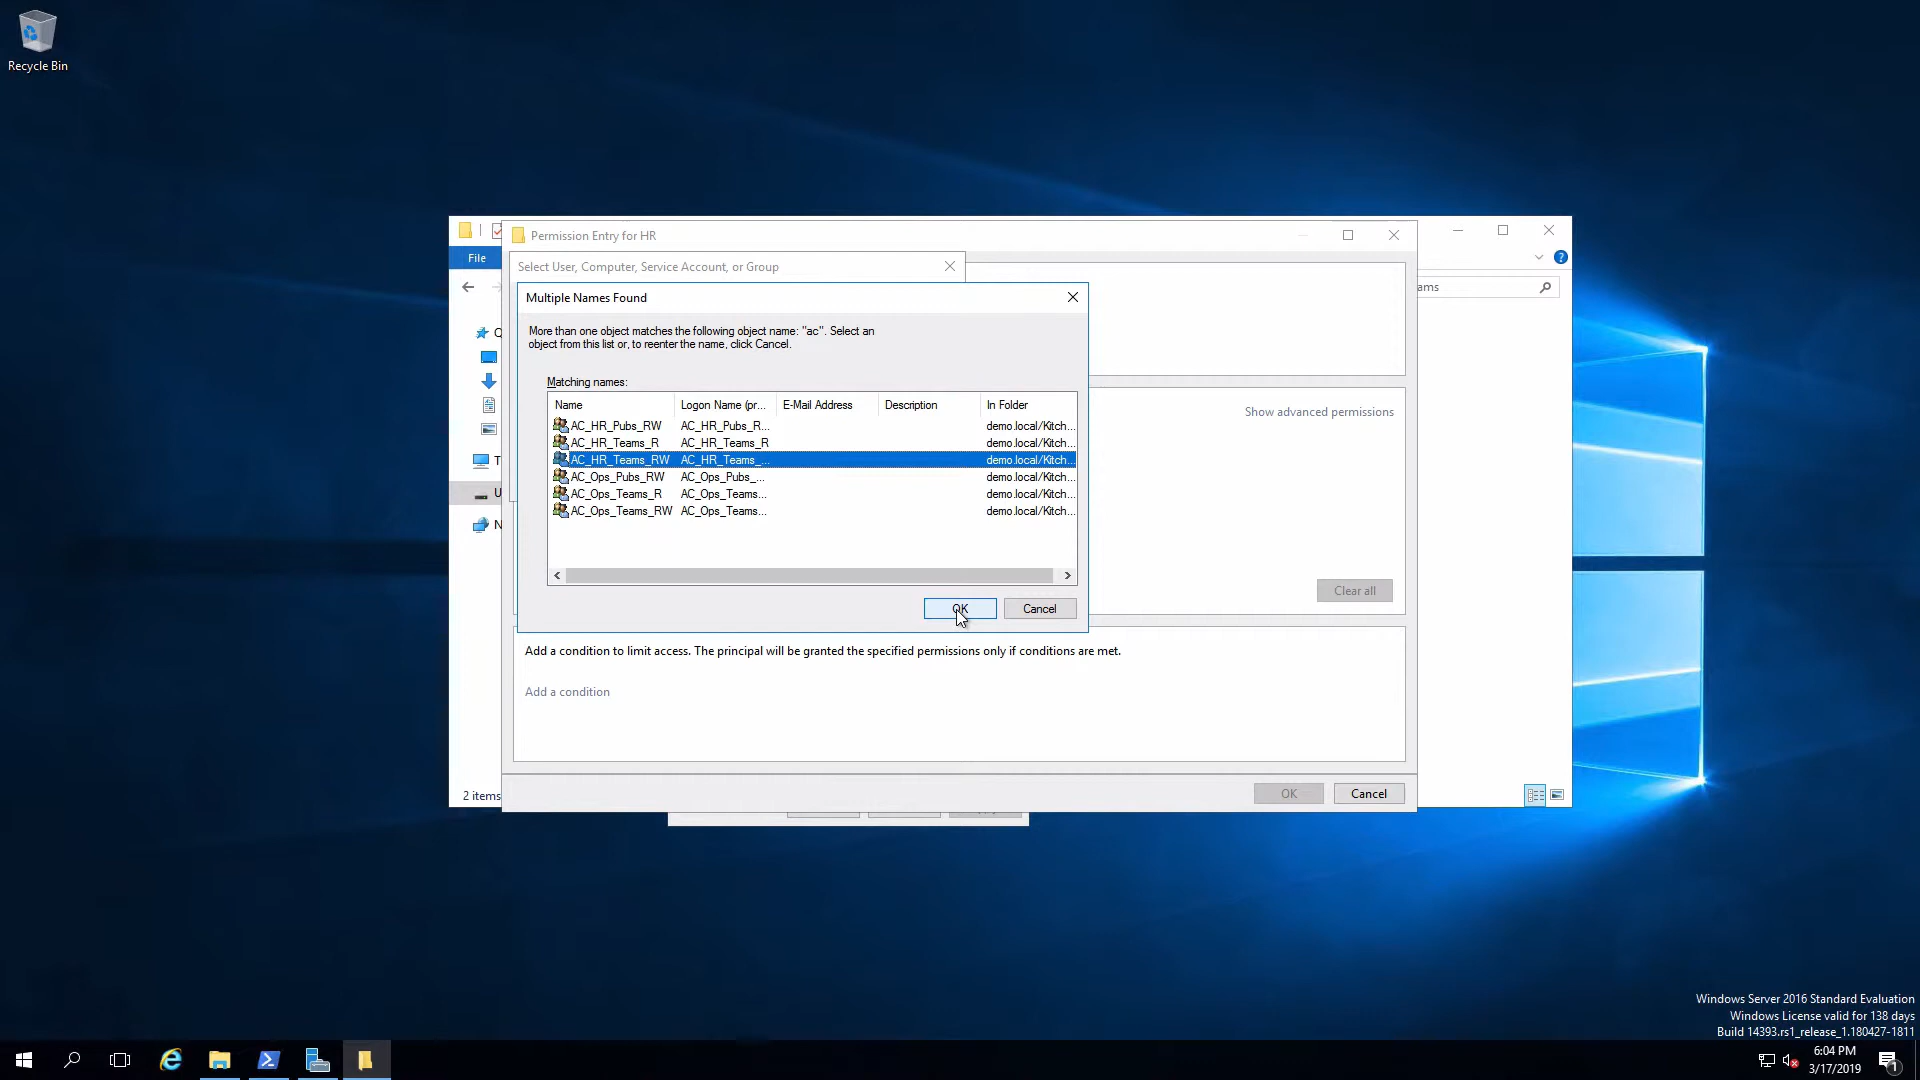 Recycle Bin
Permission Entry for HR
File
Select User, Computer, Service Account, or Group
Multiple Names Found
More than one object matches the following object name: "ac". Select an
object from this list or, to reenter the name, click Cancel.
Matching names:
Name Logon Name (pr... E-Mail Address Description In Folder
AC_HR_Pubs_RW AC_HR_Pubs_R... demo.local/Kitch...
AC_HR_Teams_R AC_HR_Teams_R demo.local/Kitch...
AC_HR_Teams_RW AC_HR_Teams_... demo.local/Kitch...
AC_Ops_Pubs_RW AC_Ops_Pubs_... demo.local/Kitch...
AC_Ops_Teams_R AC_Ops_Teams... demo.local/Kitch...
AC_Ops_Teams_RW AC_Ops_Teams... demo.local/Kitch...
OK Cancel
ams
Show advanced permissions
Clear all
Add a condition to limit access. The principal will be granted the specified permissions only if conditions are met.
Add a condition
OK Cancel
2 items
Windows Server 2016 Standard Evaluation
Windows License valid for 138 days
Build 14393.rs1_release_1.180427-1811
6:04 PM
3/17/2019
1